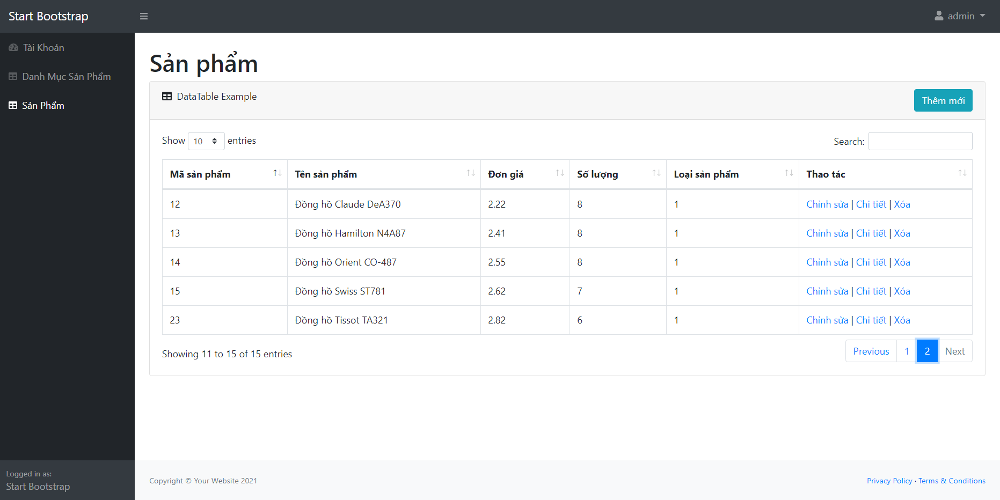 Start Bootstrap
admin
Tài Khoản
Danh Mục Sản Phẩm
Sản Phẩm
Sản phẩm
DataTable Example
Thêm mới
Show 10 entries
Search:
Mã sản phẩm Tên sản phẩm Đơn giá Số lượng Loại sản phẩm Thao tác
12 Đồng hồ Claude DeA370 2.22 8 1 Chỉnh sửa | Chi tiết | Xóa
13 Đồng hồ Hamilton N4A87 2.41 8 1 Chỉnh sửa | Chi tiết | Xóa
14 Đồng hồ Orient CO-487 2.55 8 1 Chỉnh sửa | Chi tiết | Xóa
15 Đồng hồ Swiss ST781 2.62 7 1 Chỉnh sửa | Chi tiết | Xóa
23 Đồng hồ Tissot TA321 2.82 6 1 Chỉnh sửa | Chi tiết | Xóa
Showing 11 to 15 of 15 entries
Previous 1 2 Next
Logged in as:
Start Bootstrap
Copyright © Your Website 2021
Privacy Policy · Terms & Conditions